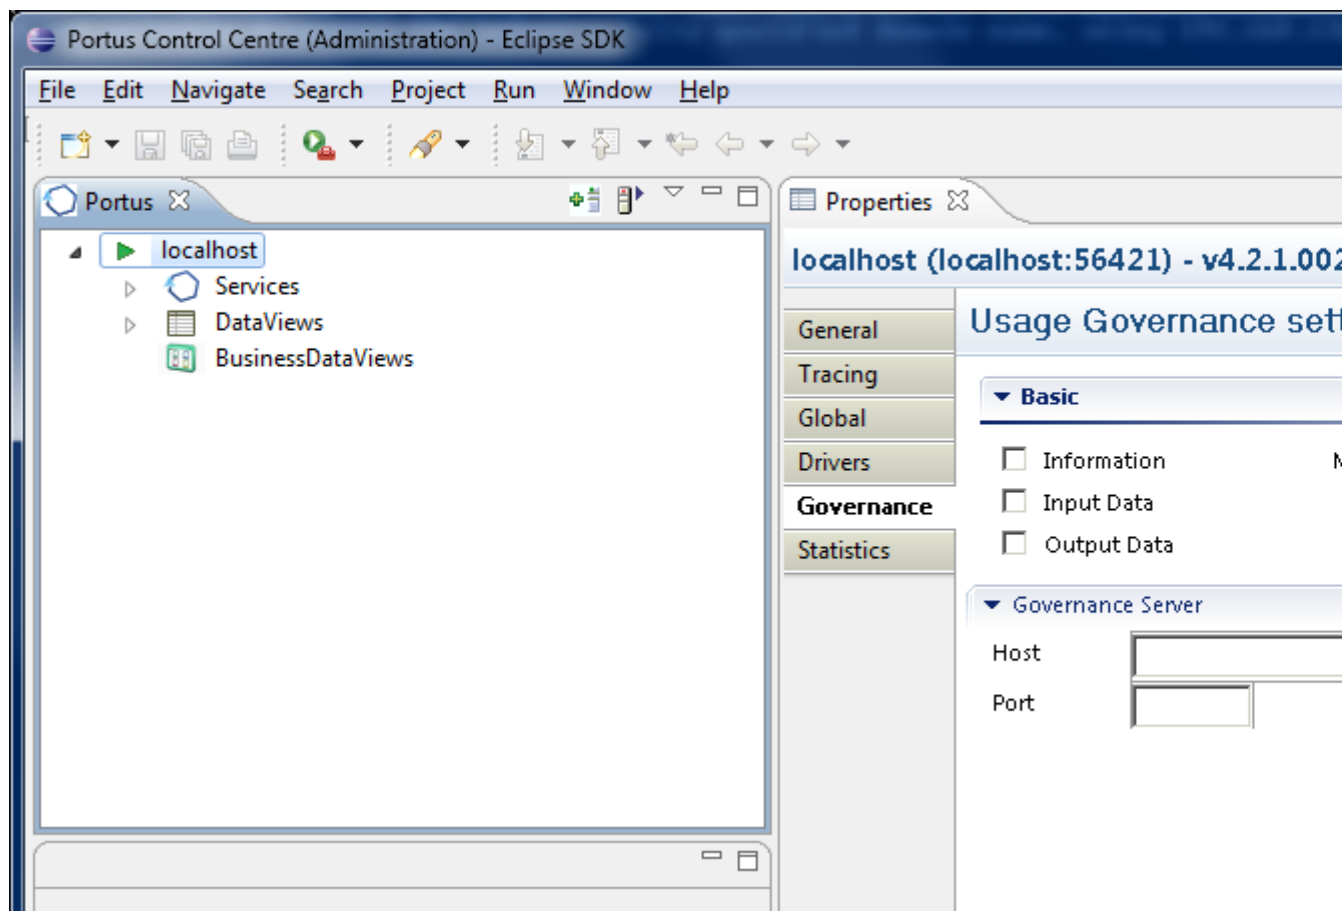 Portus Control Centre (Administration) - Eclipse SDK
File Edit Navigate Search Project Run Window Help
Portus
localhost
Services
DataViews
BusinessDataViews
Properties
localhost (localhost:56421) - v4.2.1.002
General
Tracing
Global
Drivers
Governance
Statistics
Usage Governance sett
Basic
Information
Input Data
Output Data
Governance Server
Host
Port